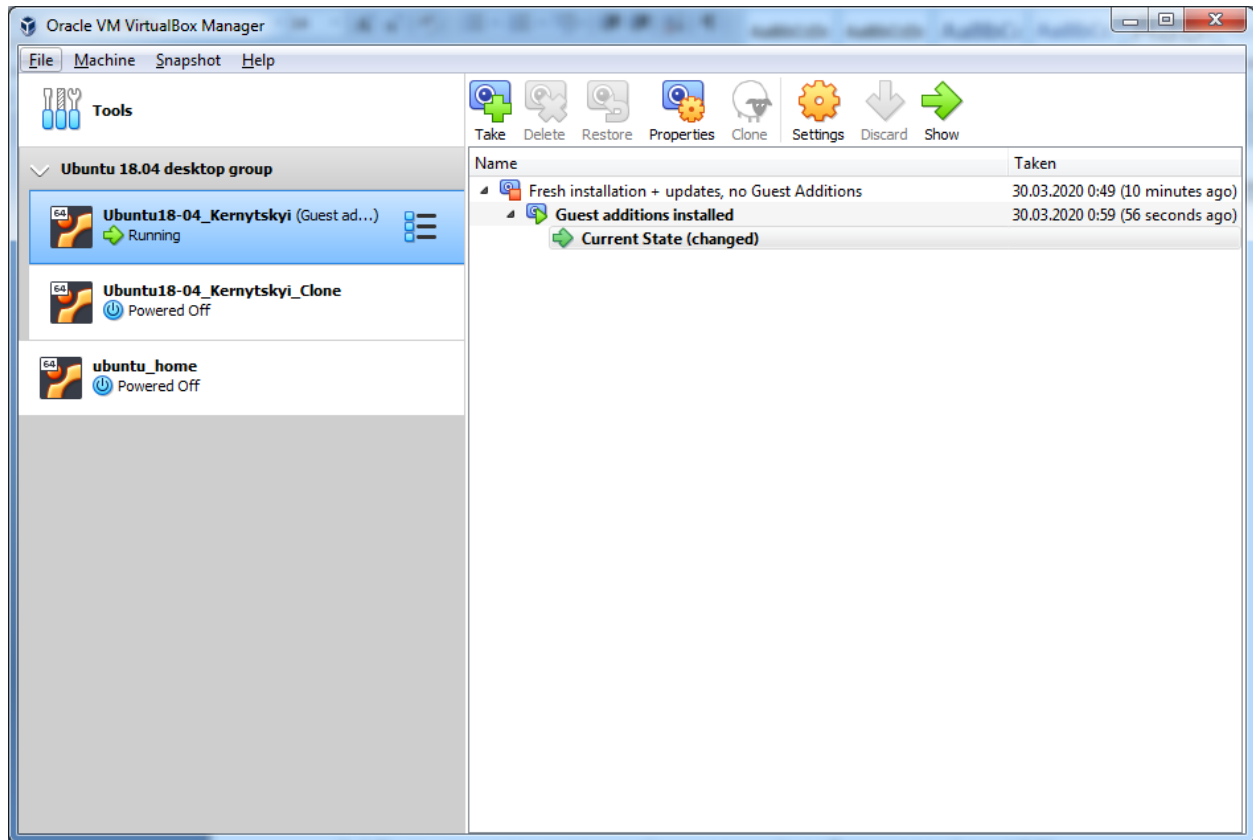 Oracle VM VirtualBox Manager
File Machine Snapshot Help
Tools
Take Delete Restore Properties Clone Settings Discard Show
Ubuntu 18.04 desktop group
Name Taken
64
Ubuntu18-04_Kernytskyi (Guest ad...)
Running
64
Ubuntu18-04_Kernytskyi_Clone
Powered Off
64
ubuntu_home
Powered Off
Fresh installation + updates, no Guest Additions 30.03.2020 0:49 (10 minutes ago)
Guest additions installed 30.03.2020 0:59 (56 seconds ago)
Current State (changed)